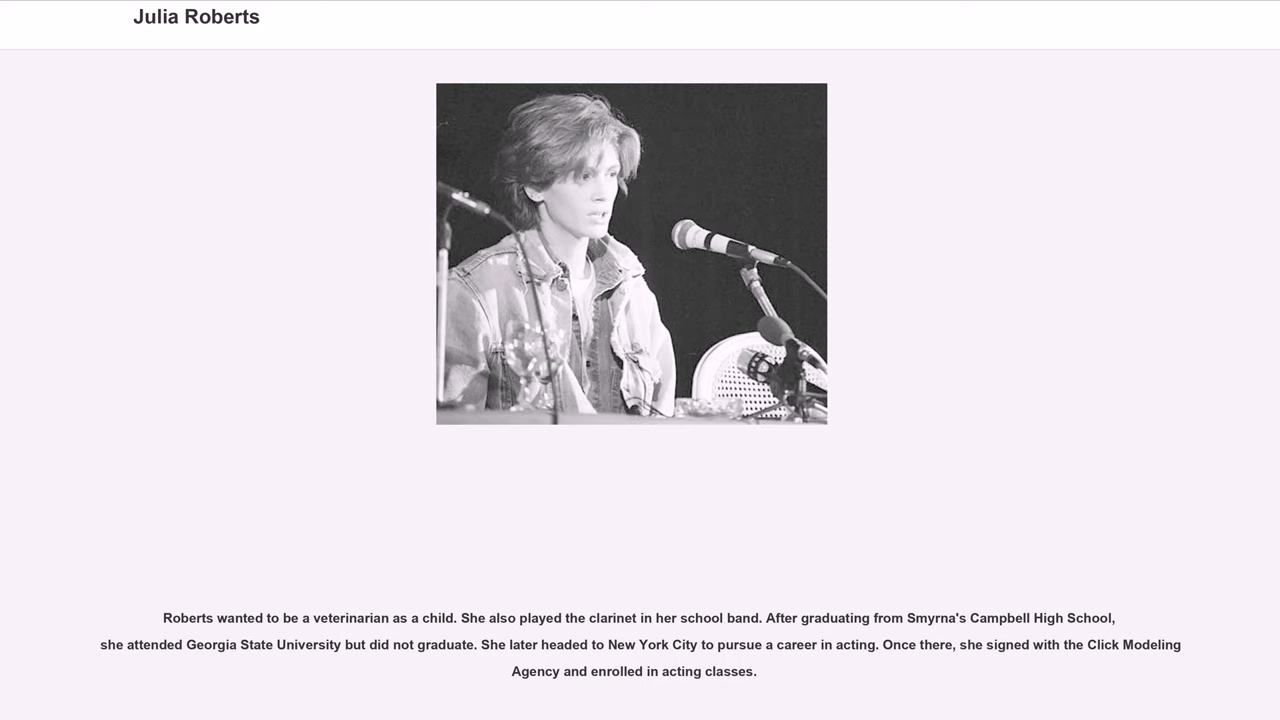 Julia Roberts
Roberts wanted to be a veterinarian as a child. She also played the clarinet in her school band. After graduating from Smyrna's Campbell High School,
she attended Georgia State University but did not graduate. She later headed to New York City to pursue a career in acting. Once there, she signed with the Click Modeling
Agency and enrolled in acting classes.